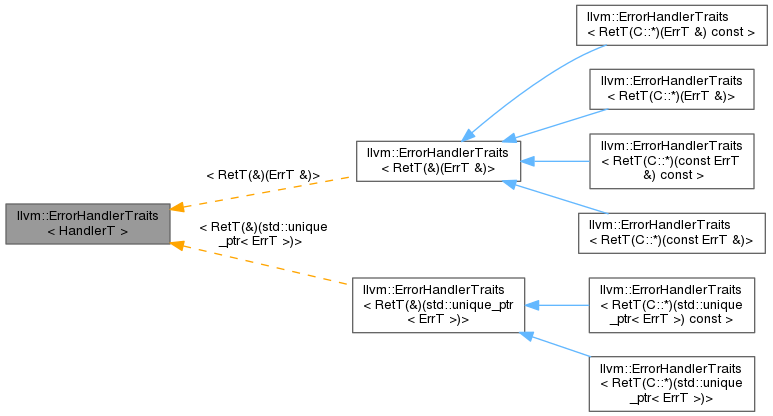 llvm::ErrorHandlerTraits
< RetT(C::*)(ErrT &) const >
llvm::ErrorHandlerTraits
< RetT(C::*)(ErrT &)>
llvm::ErrorHandlerTraits
< RetT(&)(ErrT &)>
llvm::ErrorHandlerTraits
< RetT(C::*)(const ErrT
&) const >
< RetT(&)(ErrT &)>
llvm::ErrorHandlerTraits
< HandlerT >
llvm::ErrorHandlerTraits
< RetT(C::*)(const ErrT &)>
< RetT(&)(std::unique
_ptr< ErrT >)>
llvm::ErrorHandlerTraits
< RetT(&)(std::unique_ptr
< ErrT >)>
llvm::ErrorHandlerTraits
< RetT(C::*)(std::unique
_ptr< ErrT >) const >
llvm::ErrorHandlerTraits
< RetT(C::*)(std::unique
_ptr< ErrT >)>